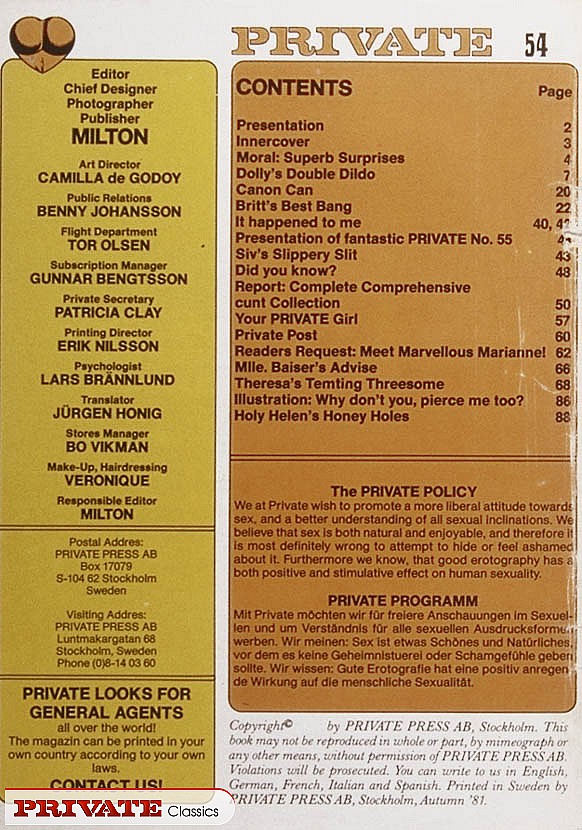 PRIVATE 54
Editor
Chief Designer
Photographer
Publisher
MILTON
Art Director
CAMILLA de GODOY
Public Relations
BENNY JOHANSSON
Flight Department
TOR OLSEN
Subscription Manager
GUNNAR BENGTSSON
Private Secretary
PATRICIA CLAY
Printing Director
ERIK NILSSON
Psychologist
LARS BRÄNNLUND
Translator
JÜRGEN HONIG
Stores Manager
BO VIKMAN
Make-Up, Hairdressing
VERONIQUE
Responsible Editor
MILTON
Postal Addres:
PRIVATE PRESS AB
Box 17079
S-104 62 Stockholm
Sweden
Visiting Addres:
PRIVATE PRESS AB
Luntmakargatan 68
Stockholm, Sweden
Phone (0)8-14 03 60
PRIVATE LOOKS FOR
GENERAL AGENTS
all over the world!
The magazin can be printed in your
own country according to your own
laws.
CONTACT US!
CONTENTS Page
Presentation 2
Innercover 3
Moral: Superb Surprises 4
Dolly's Double Dildo 7
Canon Can 20
Britt's Best Bang 22
It happened to me 40,
Presentation of fantastic PRIVATE No. 55
Siv's Slippery Slit 43
Did you know? 48
Report: Complete Comprehensive
cunt Collection 50
Your PRIVATE Girl 57
Private Post 60
Readers Request: Meet Marvellous Marianne! 62
Mlle. Baiser's Advise 66
Theresa's Temting Threesome 68
Illustration: Why don't you, pierce me too? 86
Holy Helen's Honey Holes 88
The PRIVATE POLICY
We at Private wish to promote a more liberal attitude towards
sex, and a better understanding of all sexual inclinations. We
believe that sex is both natural and enjoyable, and therefore it
is most definitely wrong to attempt to hide or feel ashamed
about it. Furthermore we know, that good erotography has a
both positive and stimulative effect on human sexuality.
PRIVATE PROGRAMM
Mit Private möchten wir für freiere Anschauungen im Sexuel-
len und um Verständnis für alle sexuellen Ausdrucksformen
werben. Wir meinen: Sex ist etwas Schönes und Natürliches,
vor dem es keine Geheimnistuerei oder Schamgefühle geben
sollte. Wir wissen: Gute Erotografie hat eine positiv anregen-
de Wirkung auf die menschliche Sexualität.
Copyright© by PRIVATE PRESS AB, Stockholm. This
book may not be reproduced in whole or part, by mimeograph or
any other means, without permission of PRIVATE PRESS AB.
Violations will be prosecuted. You can write to us in English,
German, French, Italian and Spanish. Printed in Sweden by
PRIVATE PRESS AB, Stockholm, Autumn '81.
PRIVATE Classics